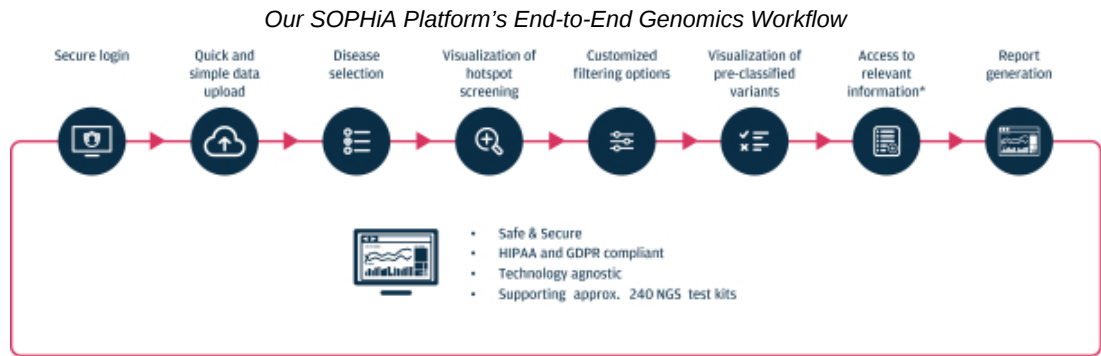 Our SOPHiA Platform's End-to-End Genomics Workflow
Secure login
Quick and
simple data
upload
Disease
selection
Visualization of
hotspot
screening
Customized
filtering options
Visualization of
pre-classified
variants
Access to
relevant
information*
Report
generation
• Safe & Secure
• HIPAA and GDPR compliant
• Technology agnostic
• Supporting approx. 240 NGS test kits